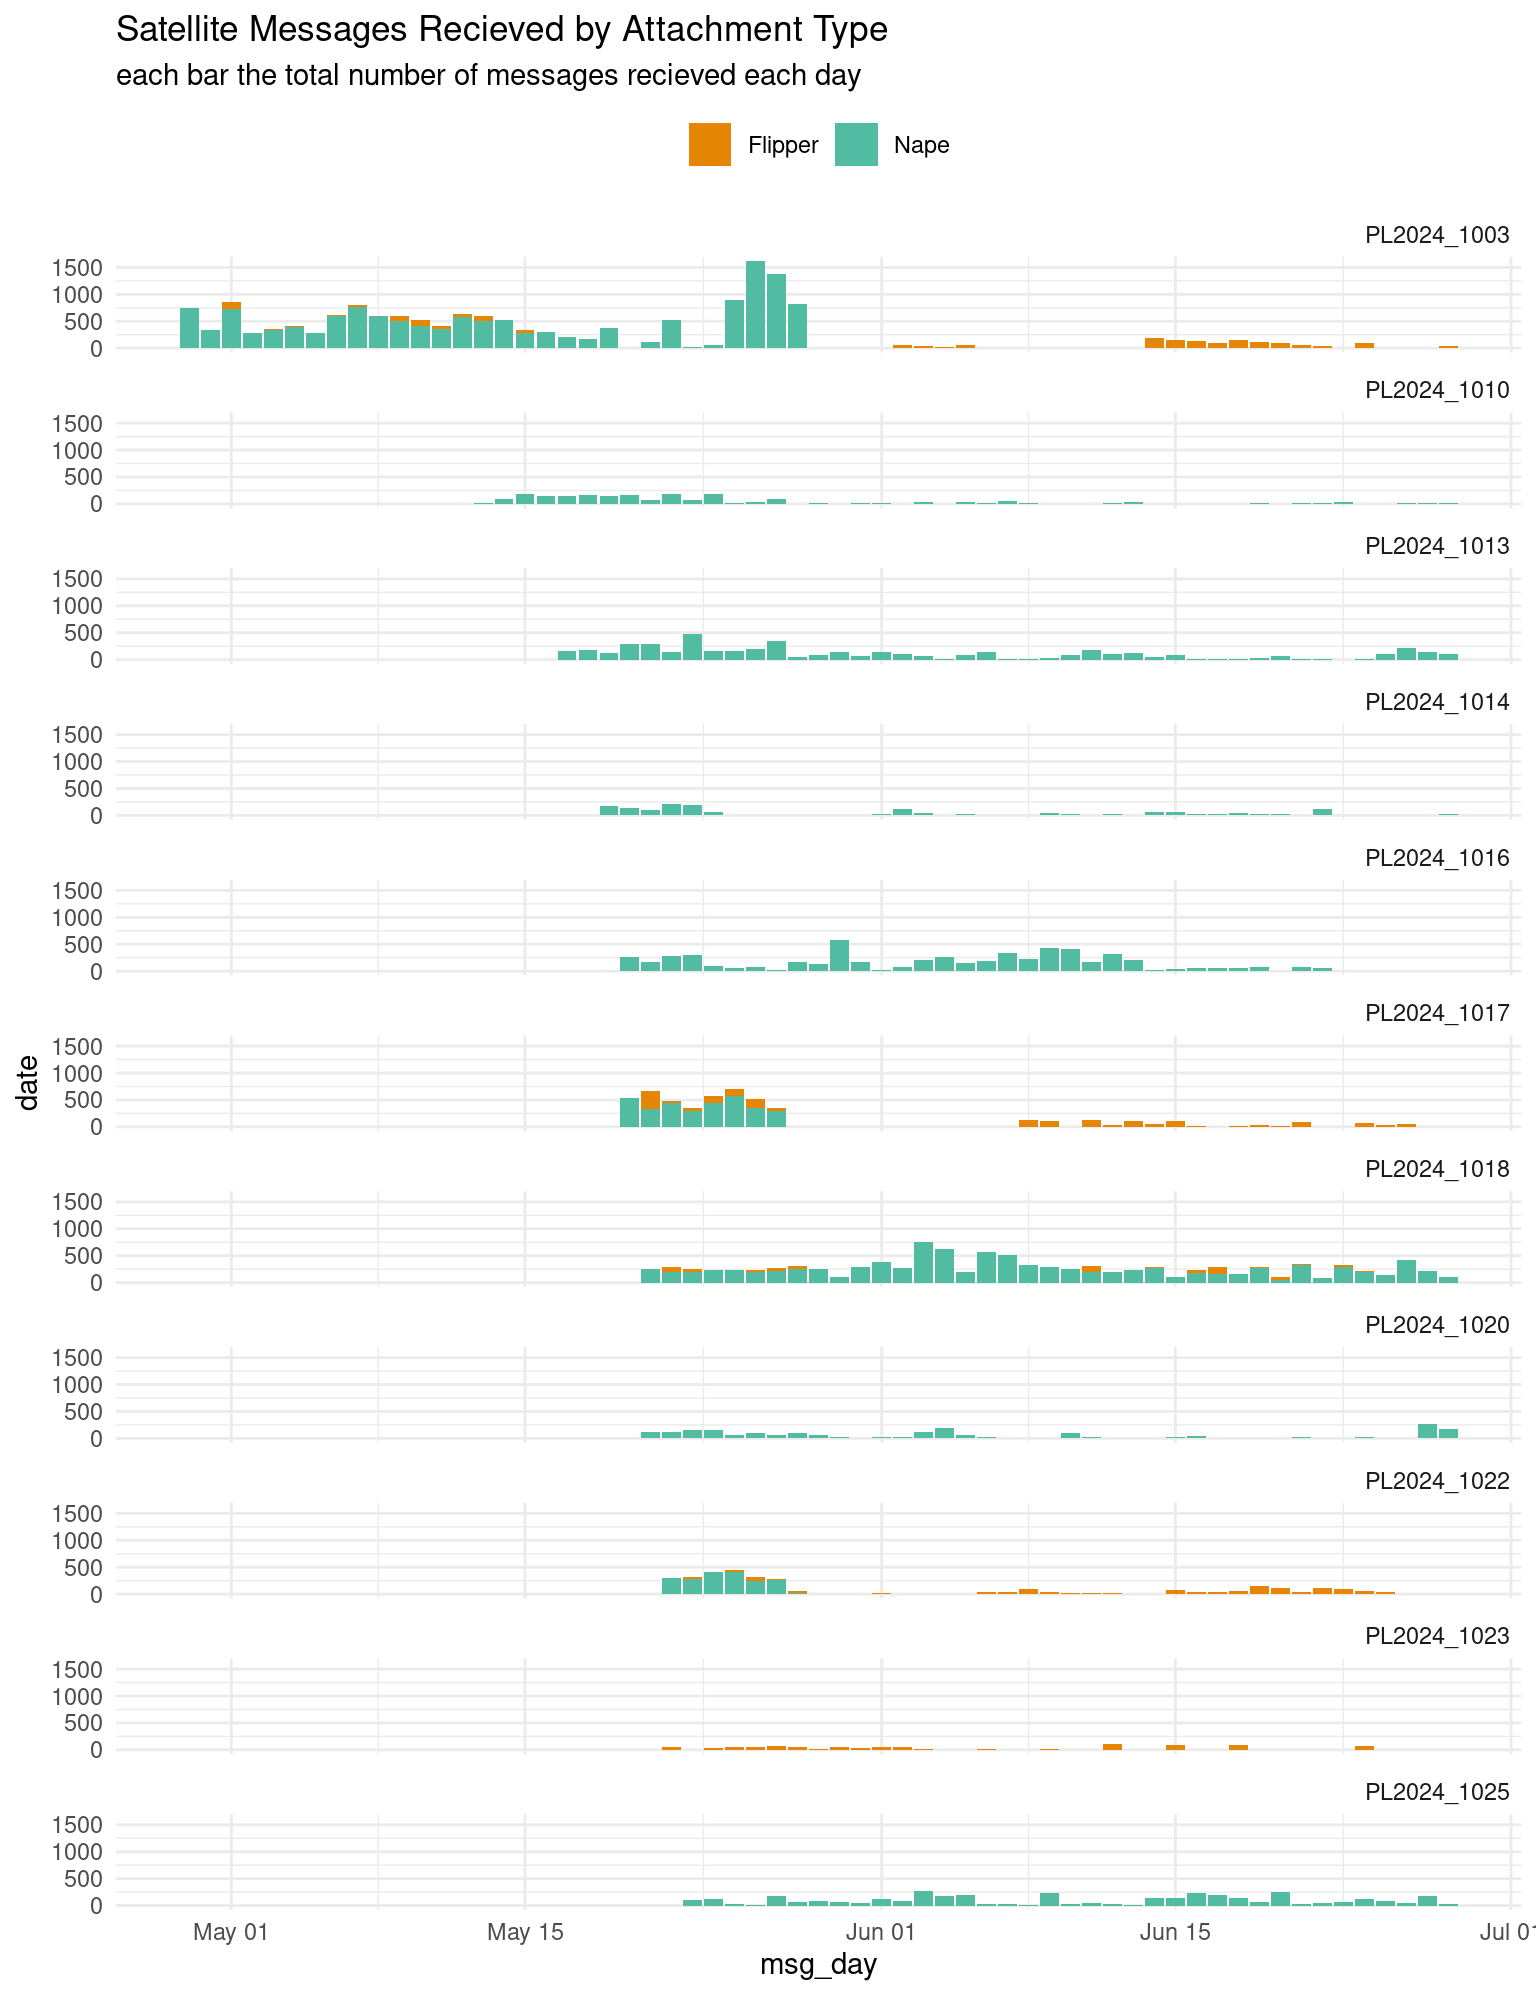 Satellite Messages Recieved by Attachment Type
each bar the total number of messages recieved each day
Flipper Nape
PL2024_1003
1500
1000
500
0
PL2024_1010
1500
1000
500
0
PL2024_1013
1500
1000
500
0
PL2024_1014
1500
1000
500
0
PL2024_1016
1500
1000
500
0
PL2024_1017
1500
1000
500
0
date
PL2024_1018
1500
1000
500
0
PL2024_1020
1500
1000
500
0
PL2024_1022
1500
1000
500
0
PL2024_1023
1500
1000
500
0
PL2024_1025
1500
1000
500
0
May 01 May 15 Jun 01 Jun 15 Jul 01
msg_day